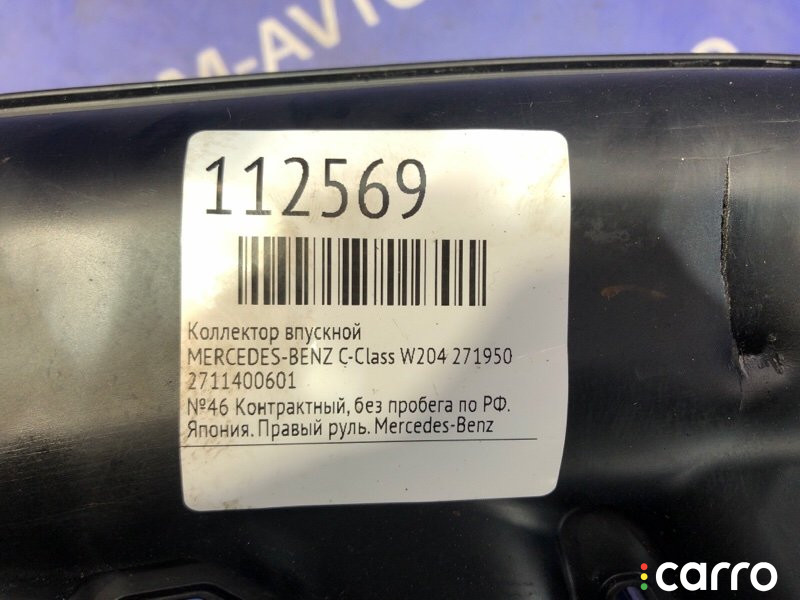 М-АVТО
112569
Коллектор впускной
MERCEDES-BENZ C-Class W204 271950
2711400601
№46 Контрактный, без пробега по РФ.
Япония. Правый руль. Mercedes-Benz
carro